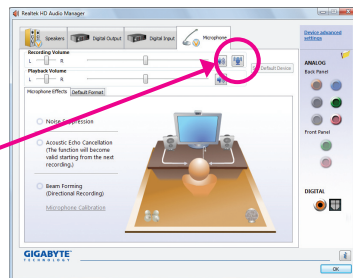 Realtek HD Audio Manager
Speakers
Digital Output
Digital Input
Microphone
Device advanced
settings
Recording Volume
L
R
Default Device
Playback Volume
L
R
ANALOG
Back Panel
Microphone Effects
Default Format
Noise Suppression
Acoustic Echo Cancellation
(The function will become
valid starting from the next
recording.)
Front Panel
Beam Forming
(Directional Recording)
Microphone Calibration
DIGITAL
GIGABYTE
TECHNOLOGY
OK